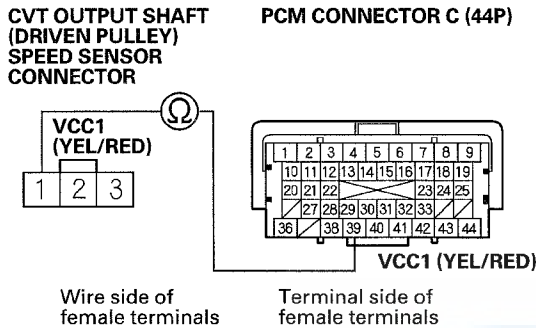 CVT OUTPUT SHAFT
(DRIVEN PULLEY)
SPEED SENSOR
CONNECTOR
PCM CONNECTOR C (44P)
Ω
VCC1
(YEL/RED)
1 2 3
1 2 3 4 5 6 7 8 9
10 11 12 13 14 15 16 17 18 19
20 21 22 23 24 25
27 28 29 30 31 32 33
36 38 39 40 41 42 43 44
VCC1 (YEL/RED)
Wire side of
female terminals
Terminal side of
female terminals